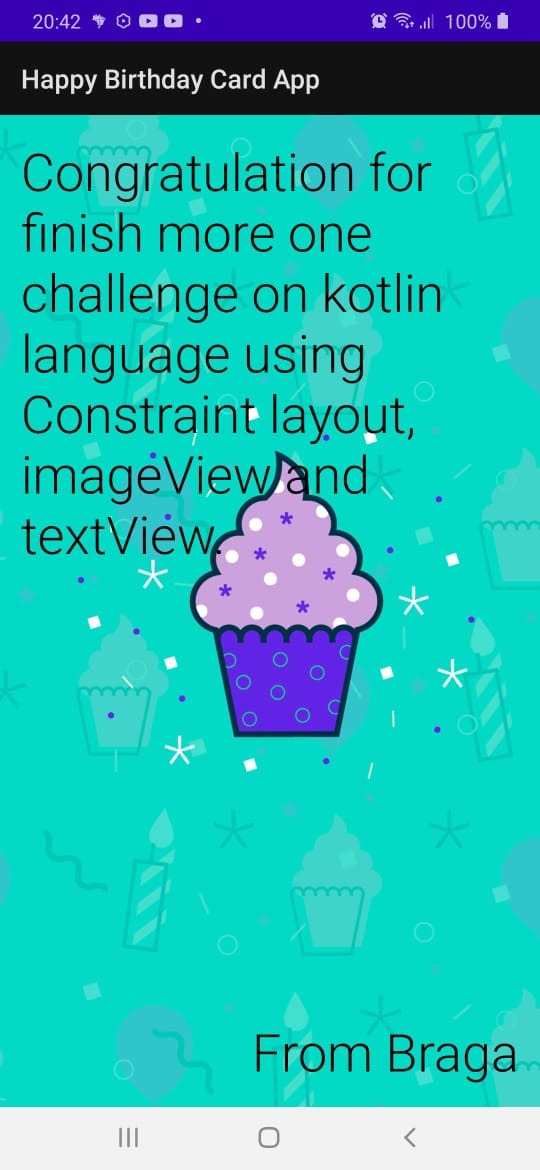 20:42
100%
Happy Birthday Card App
Congratulation for
finish more one
challenge on kotlin
language using
Constraint layout,
imageView and
textView.
From Braga